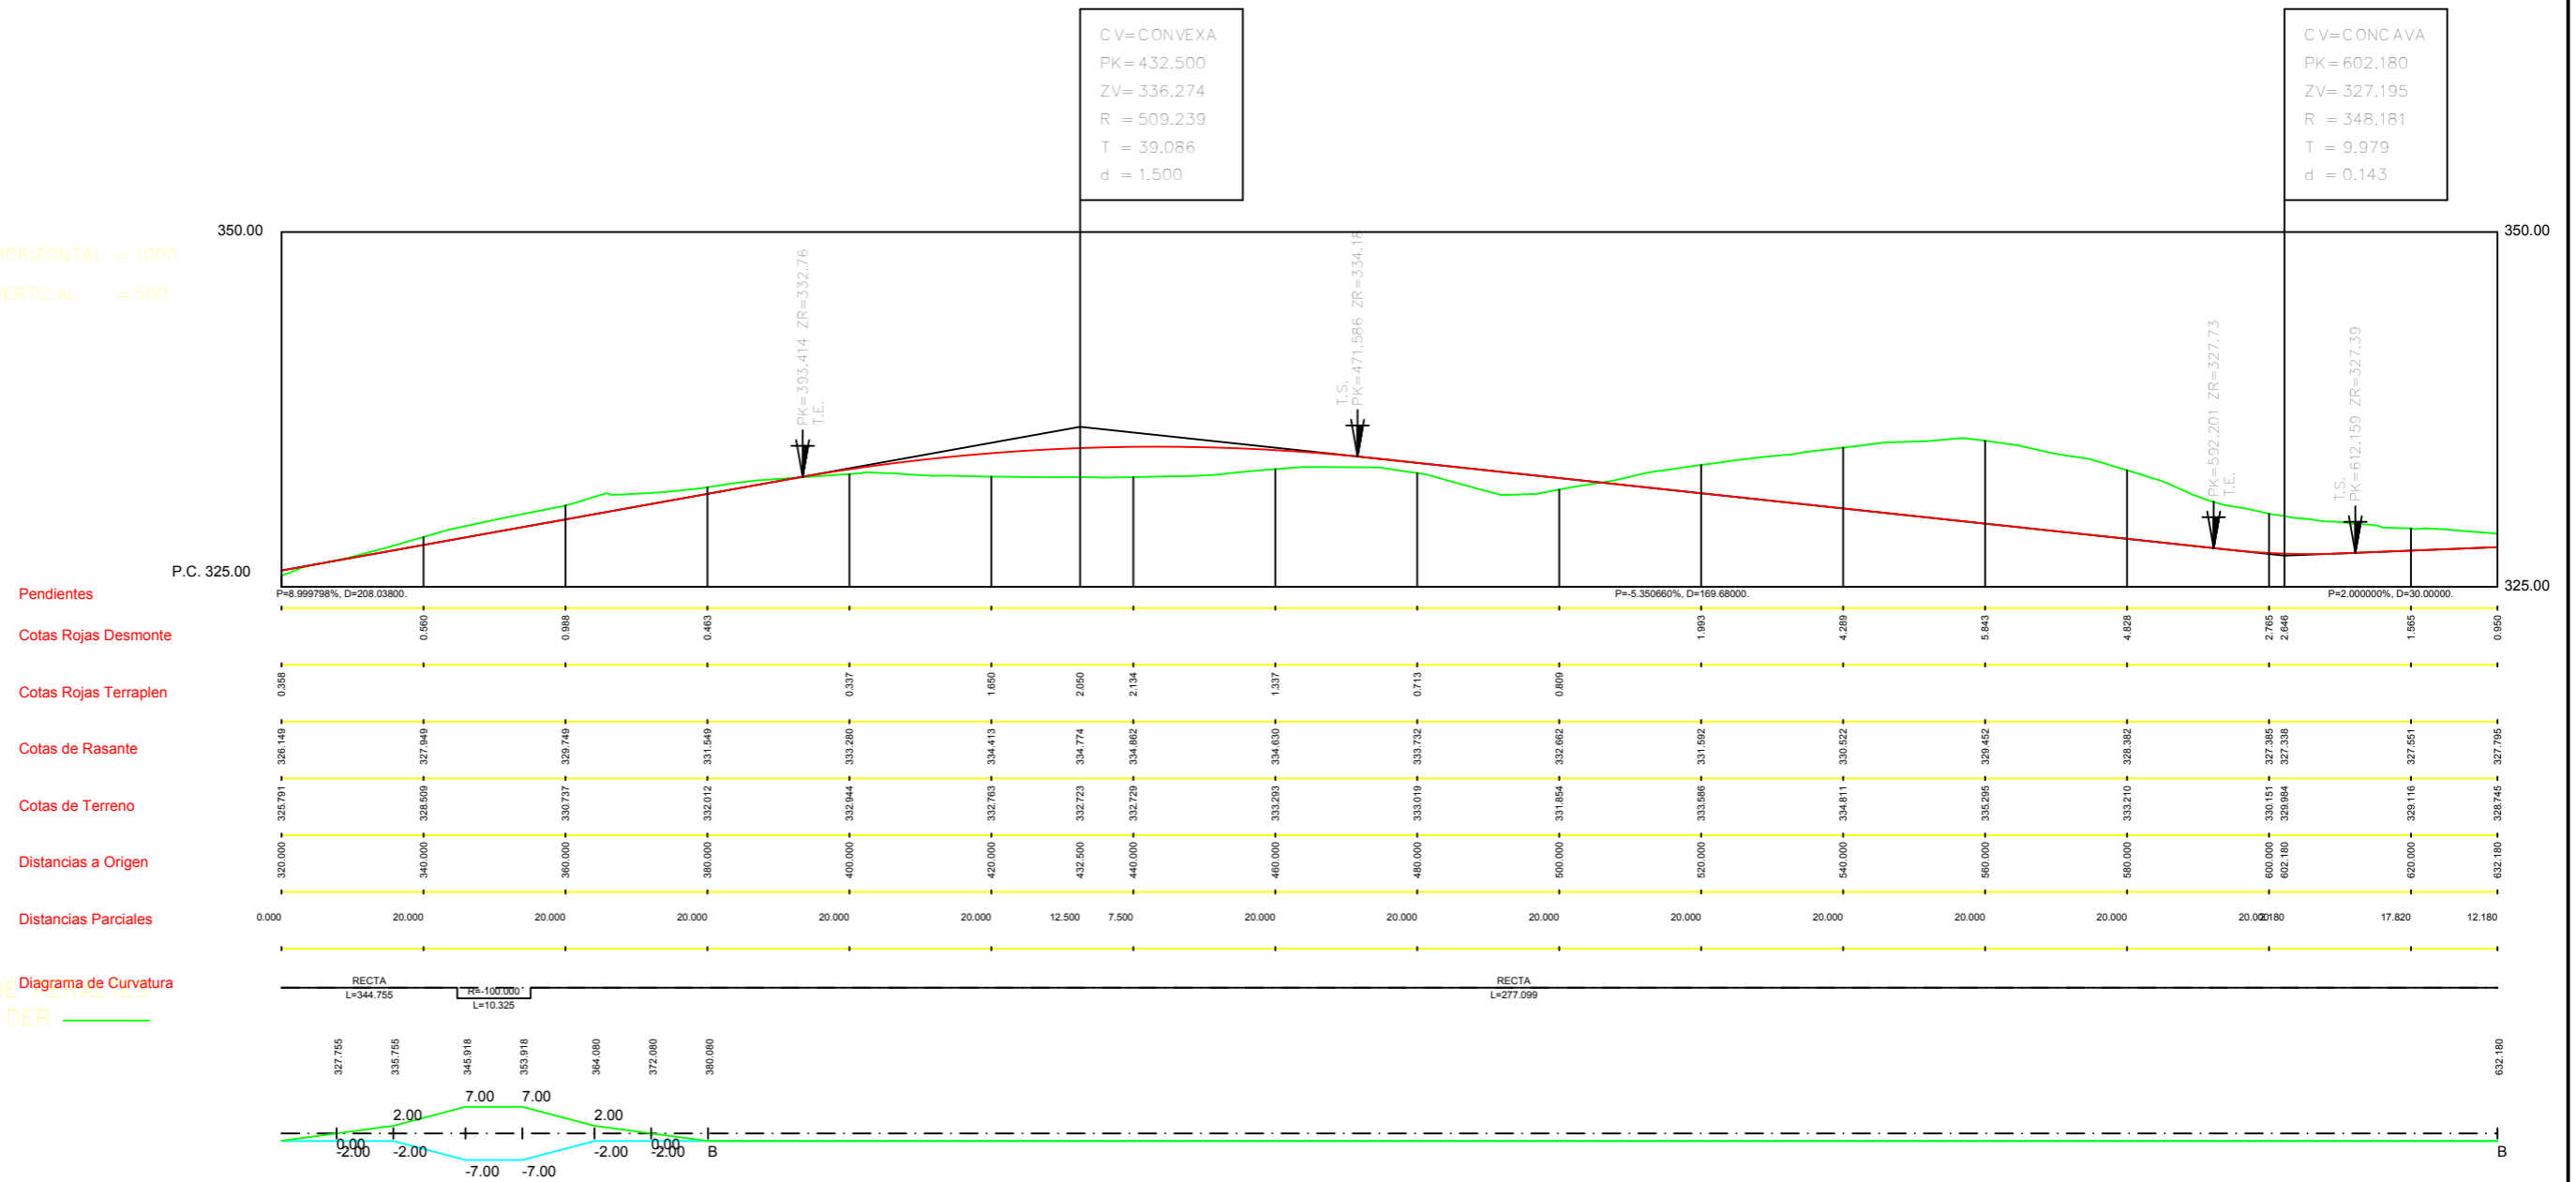 CV=CONVEXA
PK=432.500
ZV= 336.274
R = 509.239
T = 39.086
d = 1.500
CV=CONCAVA
PK=602.180
ZV= 327.195
R = 348.181
T = 9.979
d = 0.143
350.00
350.00
HORIZONTAL = 1000
VERTICAL = 500
PK=393.414 ZR=332.76
T.E.
T.S.
PK=471.586 ZR=334.18
PK=592.201 ZR=327.73
T.E.
T.S.
PK=612.159 ZR=327.39
P.C. 325.00
325.00
Pendientes
P=8.999798%, D=208.03800.
P=-5.350660%, D=169.68000.
P=2.000000%, D=30.00000.
Cotas Rojas Desmonte
0.560 0.988 0.463 1.993 4.289 5.843 4.828 2.765 2.646 1.565 0.950
Cotas Rojas Terraplen
0.358 0.337 1.650 2.050 2.134 1.337 0.713 0.809
Cotas de Rasante
326.149 327.949 329.749 331.549 333.280 334.413 334.774 334.862 334.630 333.732 332.662 331.592 330.522 329.452 328.382 327.385 327.338 327.551 327.795
Cotas de Terreno
325.791 328.509 330.737 332.012 332.944 332.763 332.723 332.729 333.293 333.019 331.854 333.586 334.811 335.295 333.210 330.151 329.984 329.116 328.745
Distancias a Origen
320.000 340.000 360.000 380.000 400.000 420.000 432.500 440.000 460.000 480.000 500.000 520.000 540.000 560.000 580.000 600.000 602.180 620.000 632.180
Distancias Parciales
0.000 20.000 20.000 20.000 20.000 20.000 12.500 7.500 20.000 20.000 20.000 20.000 20.000 20.000 20.000 20.000 2.180 17.820 12.180
Diagrama de Curvatura
RECTA
L=344.755
R=-100.000
L=10.325
RECTA
L=277.099
DER
327.755 335.755 345.918 353.918 364.080 372.080 380.080 632.180
7.00 7.00
2.00 2.00
0.00 0.00
-2.00 -2.00 -2.00 -2.00 B B
-7.00 -7.00